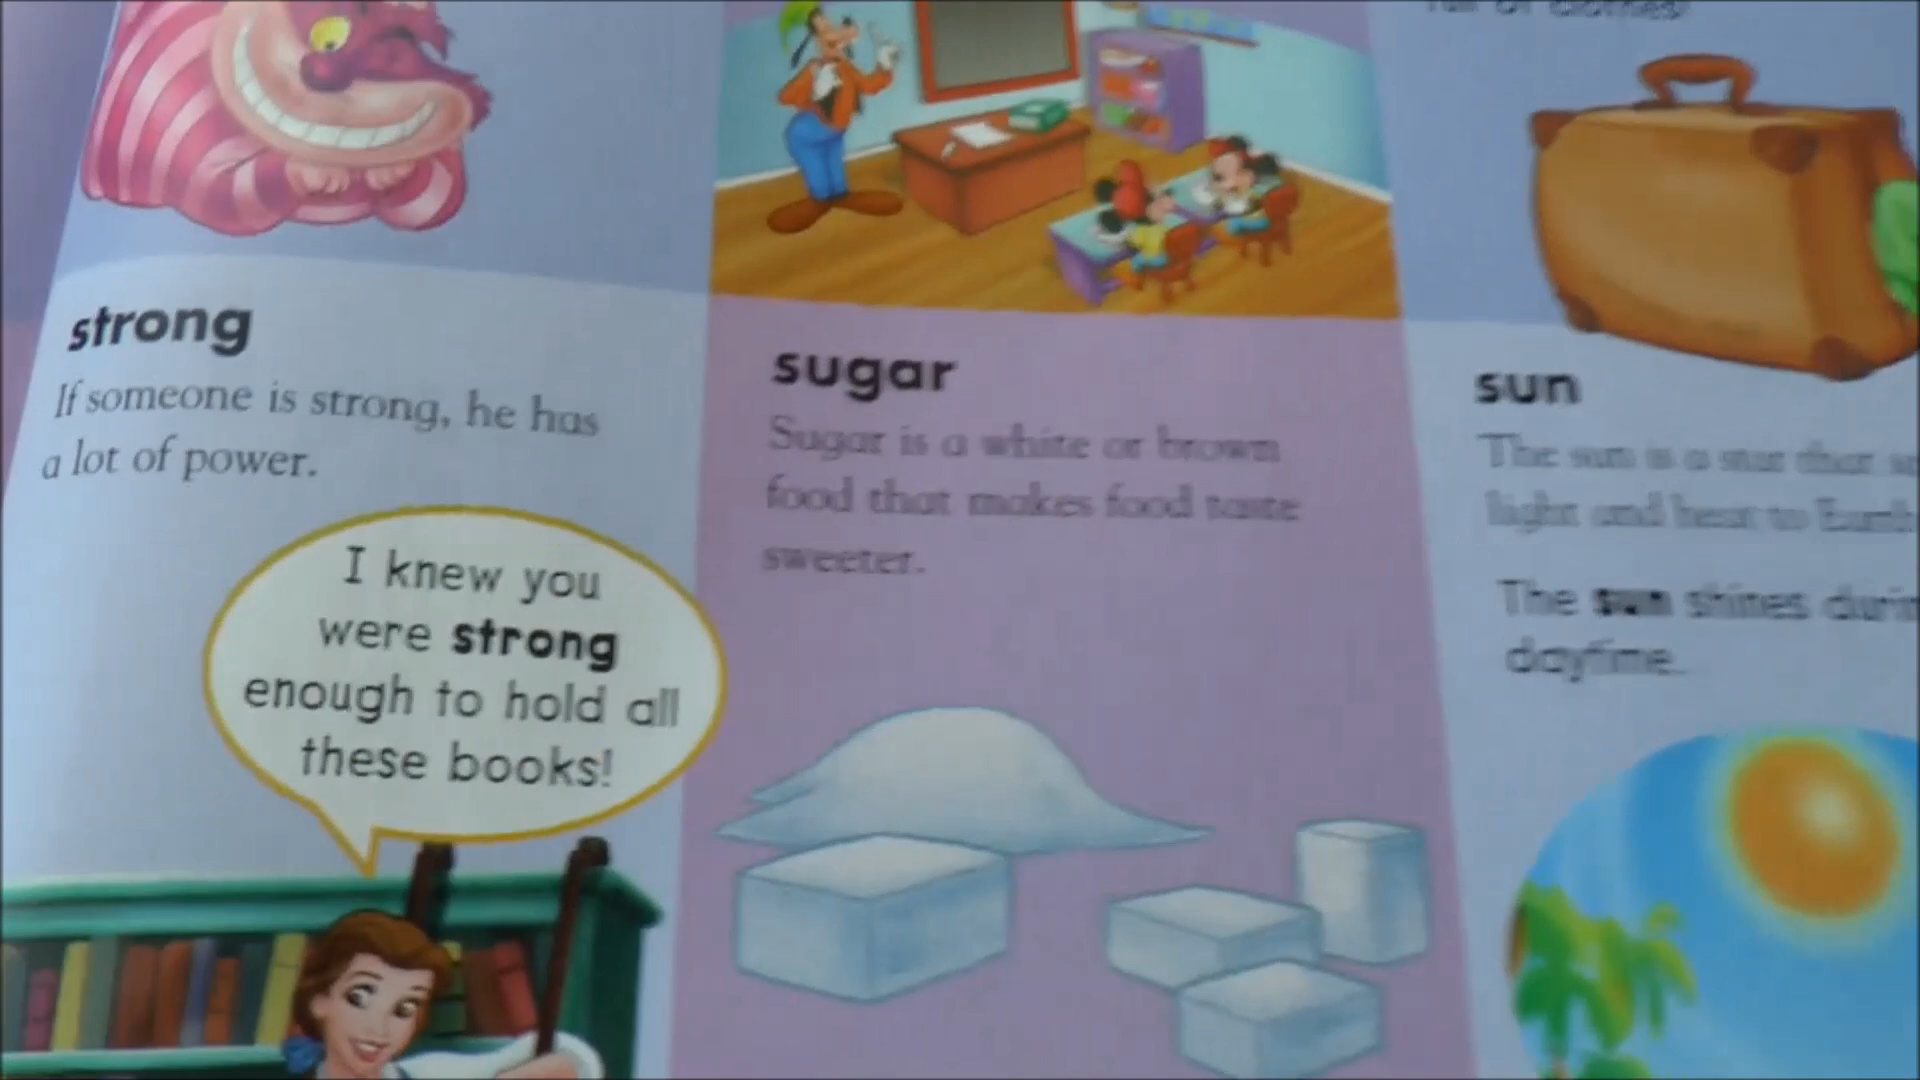 strong
If someone is strong, he has
a lot of power.
I knew you
were strong
enough to hold all
these books!
sugar
Sugar is a white or brown
food that makes food taste
sweeter.
sun
The sun is a star that
light and heat to Earth
The sun shines
daytime.